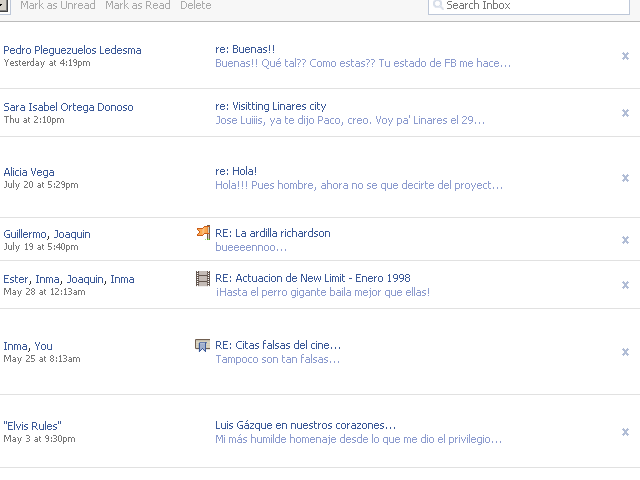 Mark as Unread Mark as Read Delete Search Inbox
Pedro Pleguezuelos Ledesma re: Buenas!!
Yesterday at 4:19pm Buenas!! Qué tal?? Como estas?? Tu estado de FB me hace...
Sara Isabel Ortega Donoso re: Visitting Linares city
Thu at 2:10pm Jose Luiiis, ya te dijo Paco, creo. Voy pa' Linares el 29...
Alicia Vega re: Hola!
July 20 at 5:29pm Hola!!! Pues hombre, ahora no se que decirte del proyect...
Guillermo, Joaquin RE: La ardilla richardson
July 19 at 5:40pm bueeeennoo...
Ester, Inma, Joaquin, Inma RE: Actuacion de New Limit - Enero 1998
May 28 at 12:13am ¡Hasta el perro gigante baila mejor que ellas!
Inma, You RE: Citas falsas del cine...
May 25 at 8:13am Tampoco son tan falsas...
"Elvis Rules" Luis Gázque en nuestros corazones...
May 3 at 9:30pm Mi más humilde homenaje desde lo que me dio el privilegio...